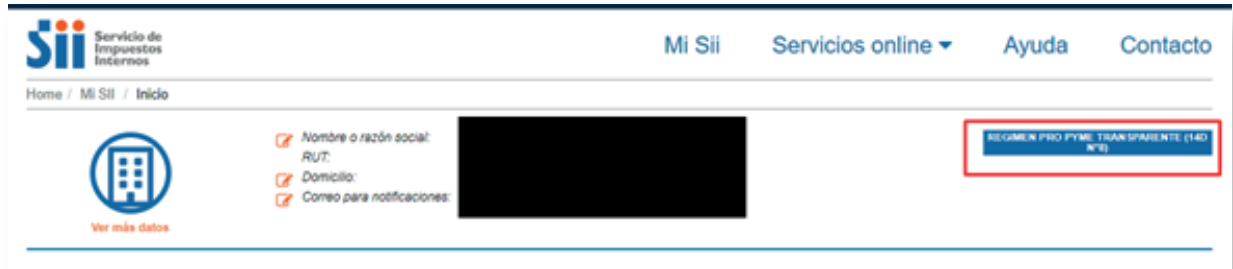 Sii Servicio de
Impuestos
Internos
Mi Sii Servicios online Ayuda Contacto
Home / Mi SII / Inicio
Nombre o razón social:
RUT:
Domicilio:
Correo para notificaciones:
REGIMEN PRO PYME TRANSPARENTE (14D
N°8)
Ver más datos